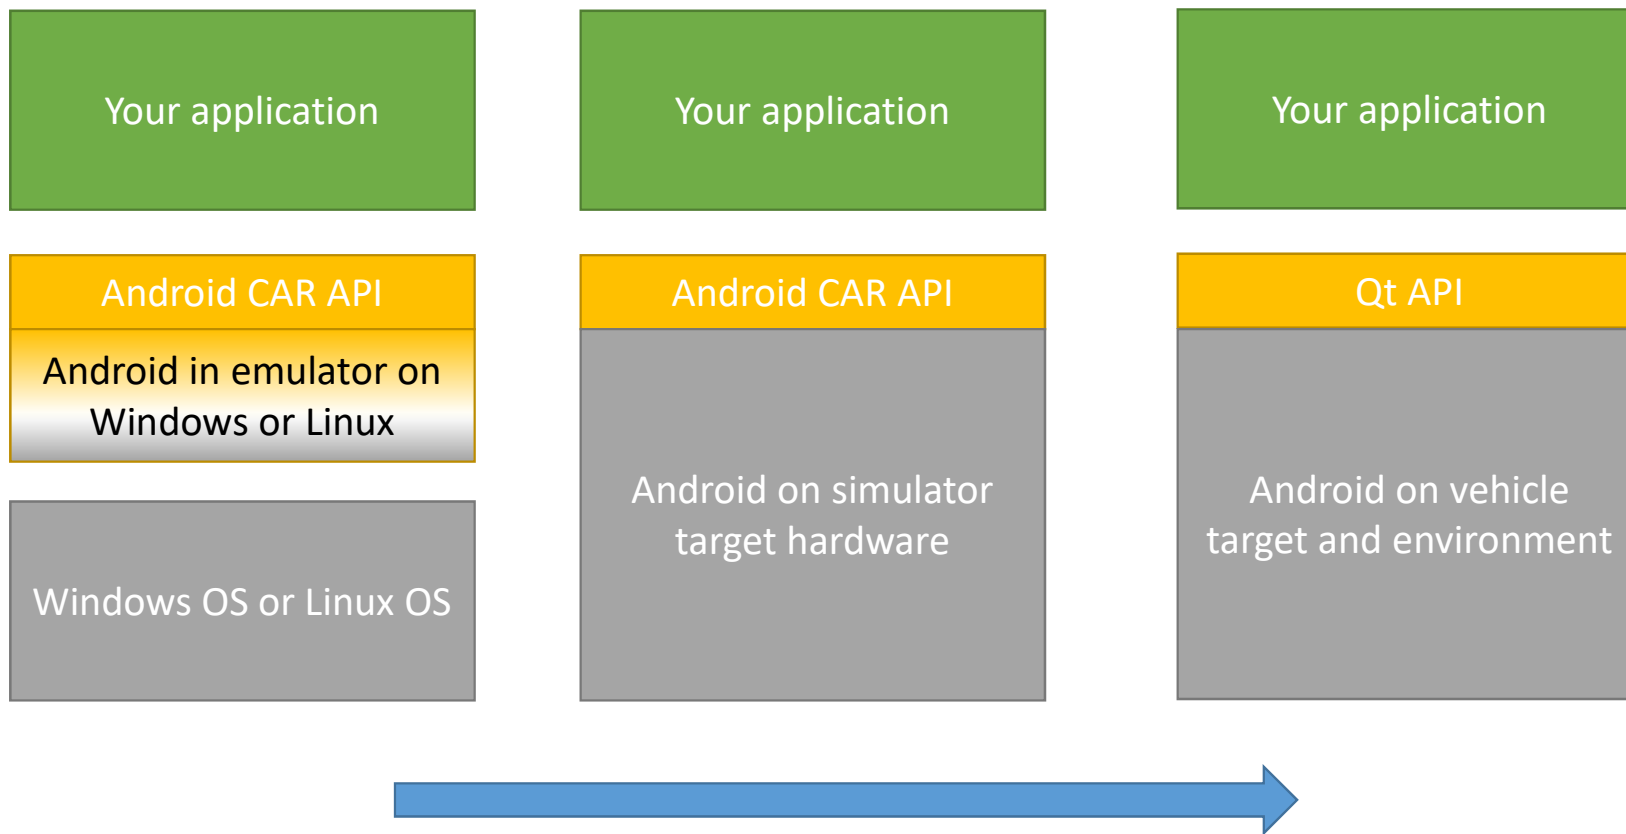 Your application
Android CAR API
Android in emulator on
Windows or Linux
Windows OS or Linux OS
Your application
Android CAR API
Android on simulator
target hardware
Your application
Qt API
Android on vehicle
target and environment